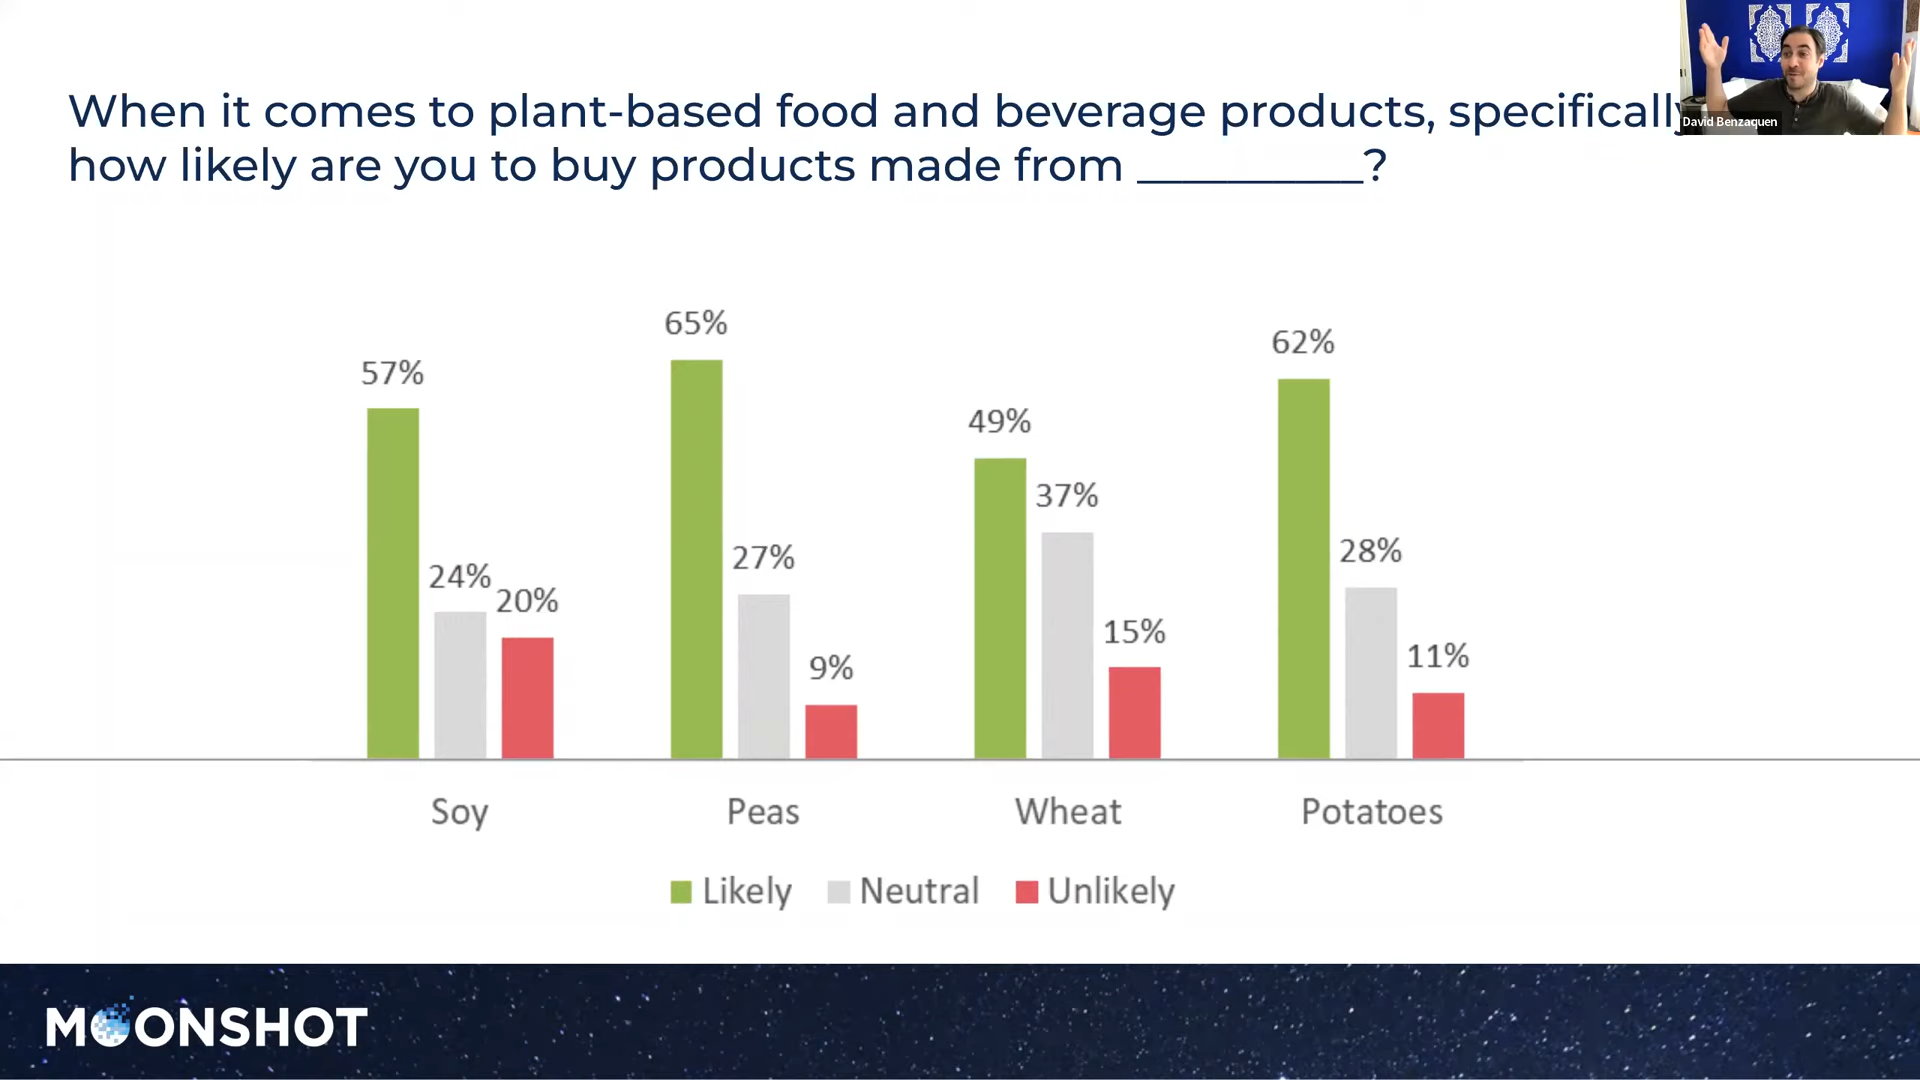 When it comes to plant-based food and beverage products, specifically
how likely are you to buy products made from __________?
David Benzaquen
57%
24%
20%
65%
27%
9%
49%
37%
15%
62%
28%
11%
Soy
Peas
Wheat
Potatoes
Likely
Neutral
Unlikely
MOONSHOT